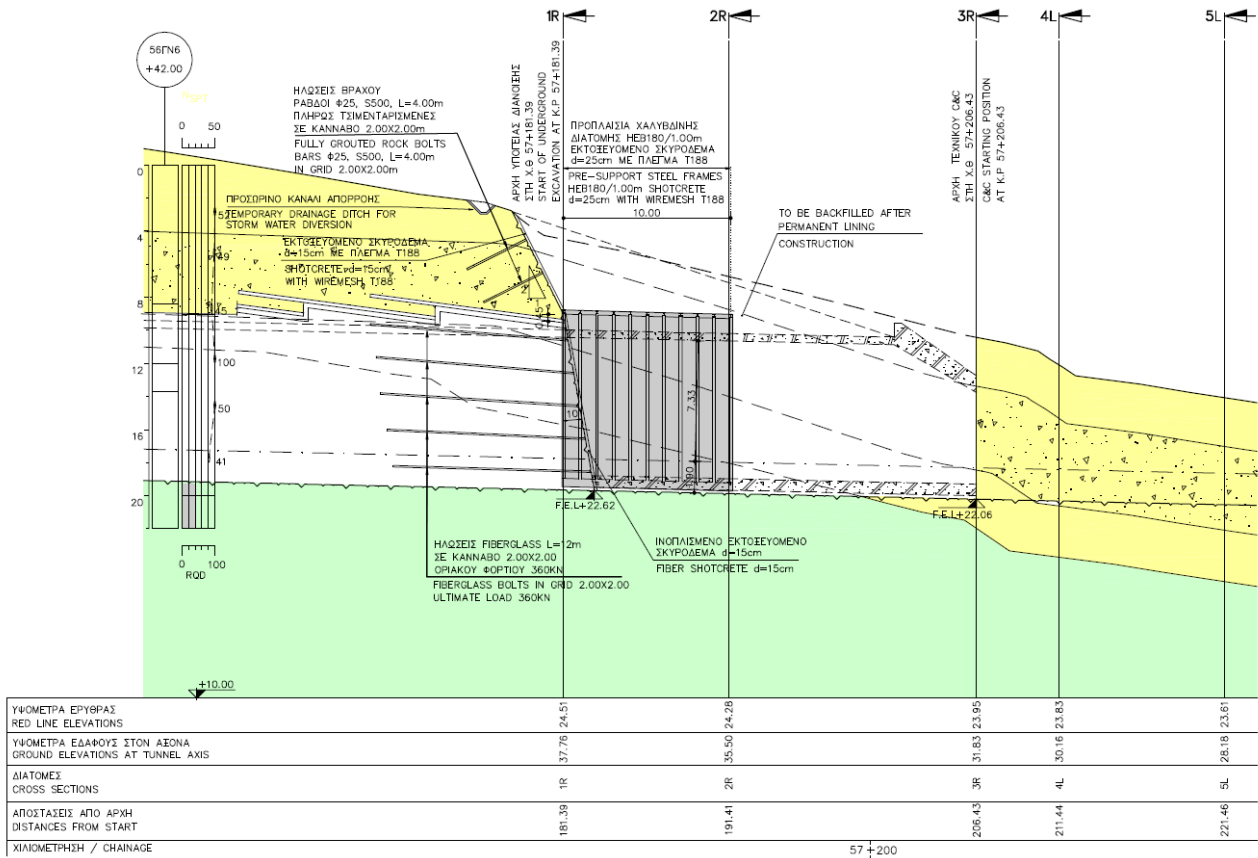 1R
2R
3R
4L
5L
56ΓΝ6
+42.00
0 50
ΗΛΩΣΕΙΣ ΒΡΑΧΟΥ
ΡΑΒΔΟΙ Φ25, S500, L=4.00m
ΠΛΗΡΩΣ ΤΣΙΜΕΝΤΑΡΙΣΜΕΝΕΣ
ΣΕ ΚΑΝΝΑΒΟ 2.00X2.00m
FULLY GROUTED ROCK BOLTS
BARS Φ25, S500, L=4.00m
IN GRID 2.00X2.00m
ΑΡΧΗ ΥΠΟΓΕΙΑΣ ΔΙΑΝΟΙΞΗΣ
ΣΤΗ Χ.Θ 57+181.39
START OF UNDERGROUND
EXCAVATION AT K.P 57+181.39
ΠΡΟΠΛΑΙΣΙΑ ΧΑΛΥΒΔΙΝΗΣ
ΔΙΑΤΟΜΗΣ HEB180/1.00m
ΕΚΤΟΞΕΥΟΜΕΝΟ ΣΚΥΡΟΔΕΜΑ
d=25cm ΜΕ ΠΛΕΓΜΑ T188
PRE-SUPPORT STEEL FRAMES
HEB180/1.00m SHOTCRETE
d=25cm WITH WIREMESH T188
10.00
ΑΡΧΗ ΤΕΧΝΙΚΟΥ C&C
ΣΤΗ Χ.Θ 57+206.43
C&C STARTING POSITION
AT K.P 57+206.43
TO BE BACKFILLED AFTER
PERMANENT LINING
CONSTRUCTION
ΠΡΟΣΩΡΙΝΟ ΚΑΝΑΛΙ ΑΠΟΡΡΟΗΣ
TEMPORARY DRAINAGE DITCH FOR
STORM WATER DIVERSION
ΕΚΤΟΞΕΥΟΜΕΝΟ ΣΚΥΡΟΔΕΜΑ
d=15cm ΜΕ ΠΛΕΓΜΑ T188
SHOTCRETE d=15cm
WITH WIREMESH T188
0
4
8
12
16
20
52
49
45
100
50
41
2
0.45
10
7.33
F.E.L+22.62
F.E.L+22.06
0 100
RQD
ΗΛΩΣΕΙΣ FIBERGLASS L=12m
ΣΕ ΚΑΝΝΑΒΟ 2.00X2.00
ΟΡΙΑΚΟΥ ΦΟΡΤΙΟΥ 360KN
FIBERGLASS BOLTS IN GRID 2.00X2.00
ULTIMATE LOAD 360KN
ΙΝΟΠΛΙΣΜΕΝΟ ΕΚΤΟΞΕΥΟΜΕΝΟ
ΣΚΥΡΟΔΕΜΑ d=15cm
FIBER SHOTCRETE d=15cm
+10.00
ΥΨΟΜΕΤΡΑ ΕΡΥΘΡΑΣ
RED LINE ELEVATIONS
24.51 24.28 23.95 23.83 23.61
ΥΨΟΜΕΤΡΑ ΕΔΑΦΟΥΣ ΣΤΟΝ ΑΞΟΝΑ
GROUND ELEVATIONS AT TUNNEL AXIS
37.76 35.50 31.83 30.16 28.18
ΔΙΑΤΟΜΕΣ
CROSS SECTIONS
1R 2R 3R 4L 5L
ΑΠΟΣΤΑΣΕΙΣ ΑΠΟ ΑΡΧΗ
DISTANCES FROM START
181.39 191.41 206.43 211.44 221.46
ΧΙΛΙΟΜΕΤΡΗΣΗ / CHAINAGE
57+200